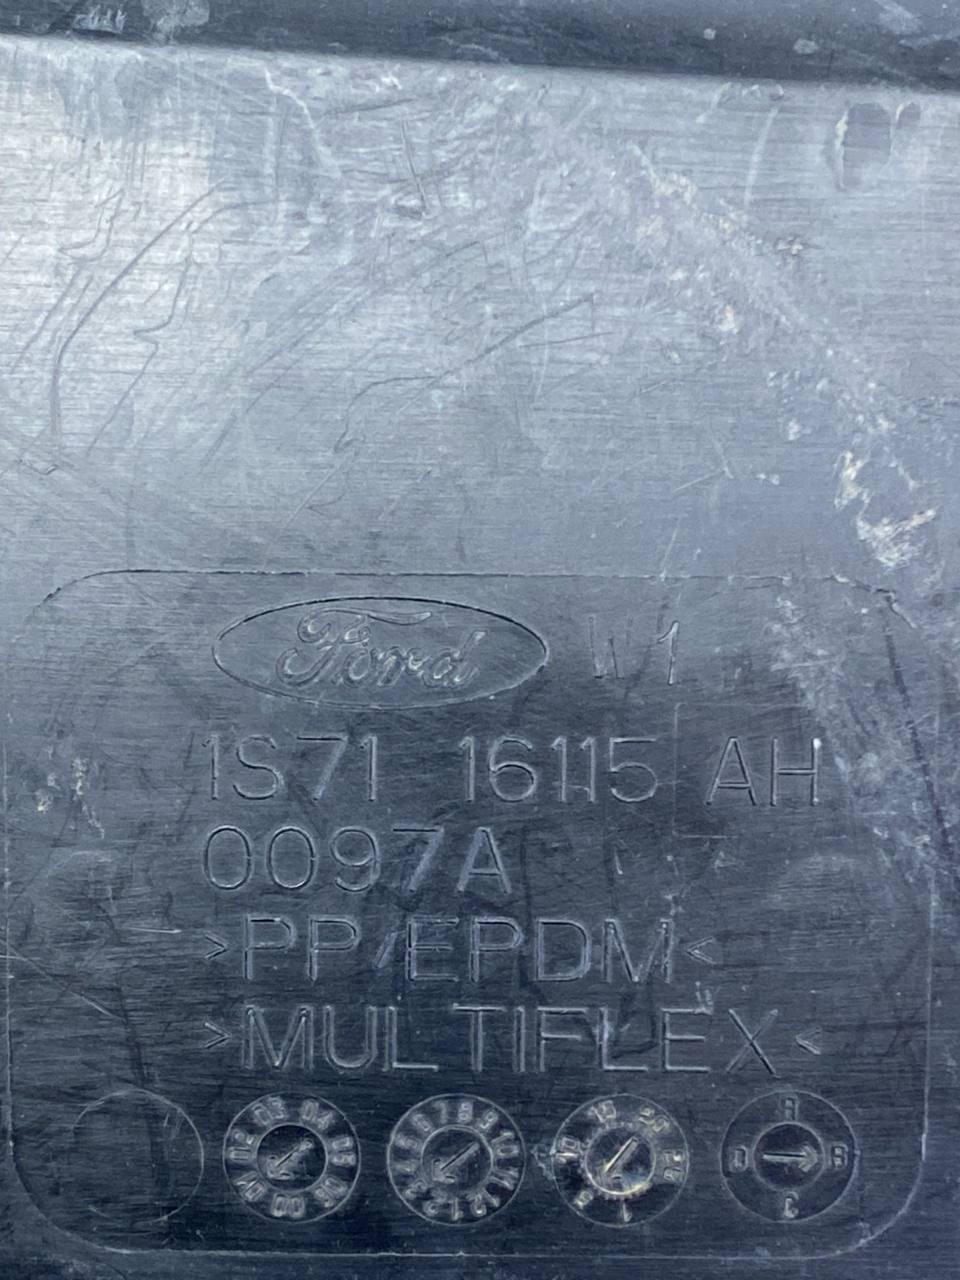 Ford W1
1S71 16115 AH
0097A
>PP/EPDM<
>MULTIFLEX<